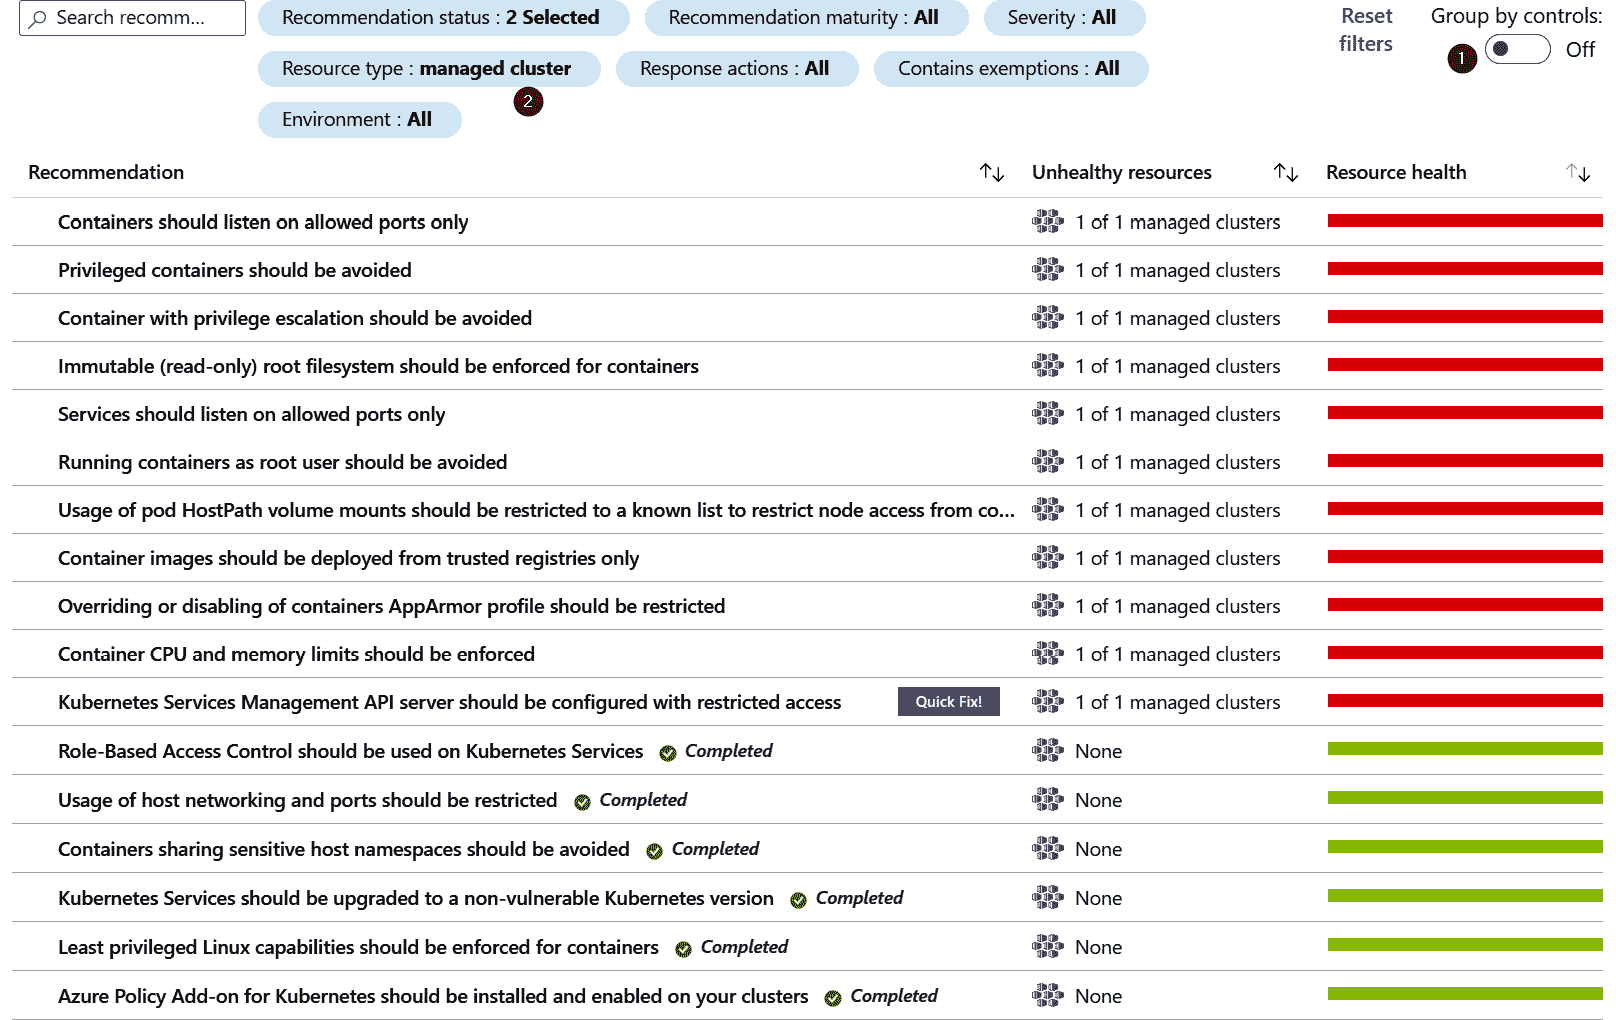 Search recomm...
Recommendation status : 2 Selected
Recommendation maturity : All
Severity : All
Reset filters
Group by controls:
1
Off
Resource type : managed cluster
Response actions : All
Contains exemptions : All
2
Environment : All
Recommendation
Unhealthy resources
Resource health
Containers should listen on allowed ports only 1 of 1 managed clusters
Privileged containers should be avoided 1 of 1 managed clusters
Container with privilege escalation should be avoided 1 of 1 managed clusters
Immutable (read-only) root filesystem should be enforced for containers 1 of 1 managed clusters
Services should listen on allowed ports only 1 of 1 managed clusters
Running containers as root user should be avoided 1 of 1 managed clusters
Usage of pod HostPath volume mounts should be restricted to a known list to restrict node access from co... 1 of 1 managed clusters
Container images should be deployed from trusted registries only 1 of 1 managed clusters
Overriding or disabling of containers AppArmor profile should be restricted 1 of 1 managed clusters
Container CPU and memory limits should be enforced 1 of 1 managed clusters
Kubernetes Services Management API server should be configured with restricted access Quick Fix! 1 of 1 managed clusters
Role-Based Access Control should be used on Kubernetes Services Completed None
Usage of host networking and ports should be restricted Completed None
Containers sharing sensitive host namespaces should be avoided Completed None
Kubernetes Services should be upgraded to a non-vulnerable Kubernetes version Completed None
Least privileged Linux capabilities should be enforced for containers Completed None
Azure Policy Add-on for Kubernetes should be installed and enabled on your clusters Completed None